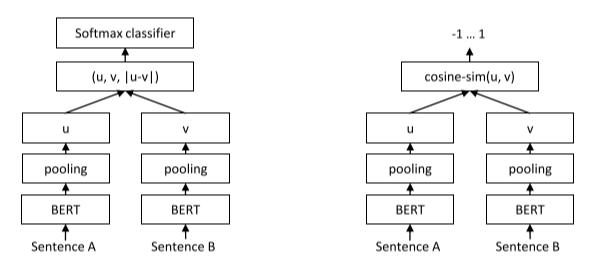 Softmax classifier
(u, v, |u-v|)
u
v
pooling
pooling
BERT
BERT
Sentence A
Sentence B
-1 ... 1
cosine-sim(u, v)
u
v
pooling
pooling
BERT
BERT
Sentence A
Sentence B